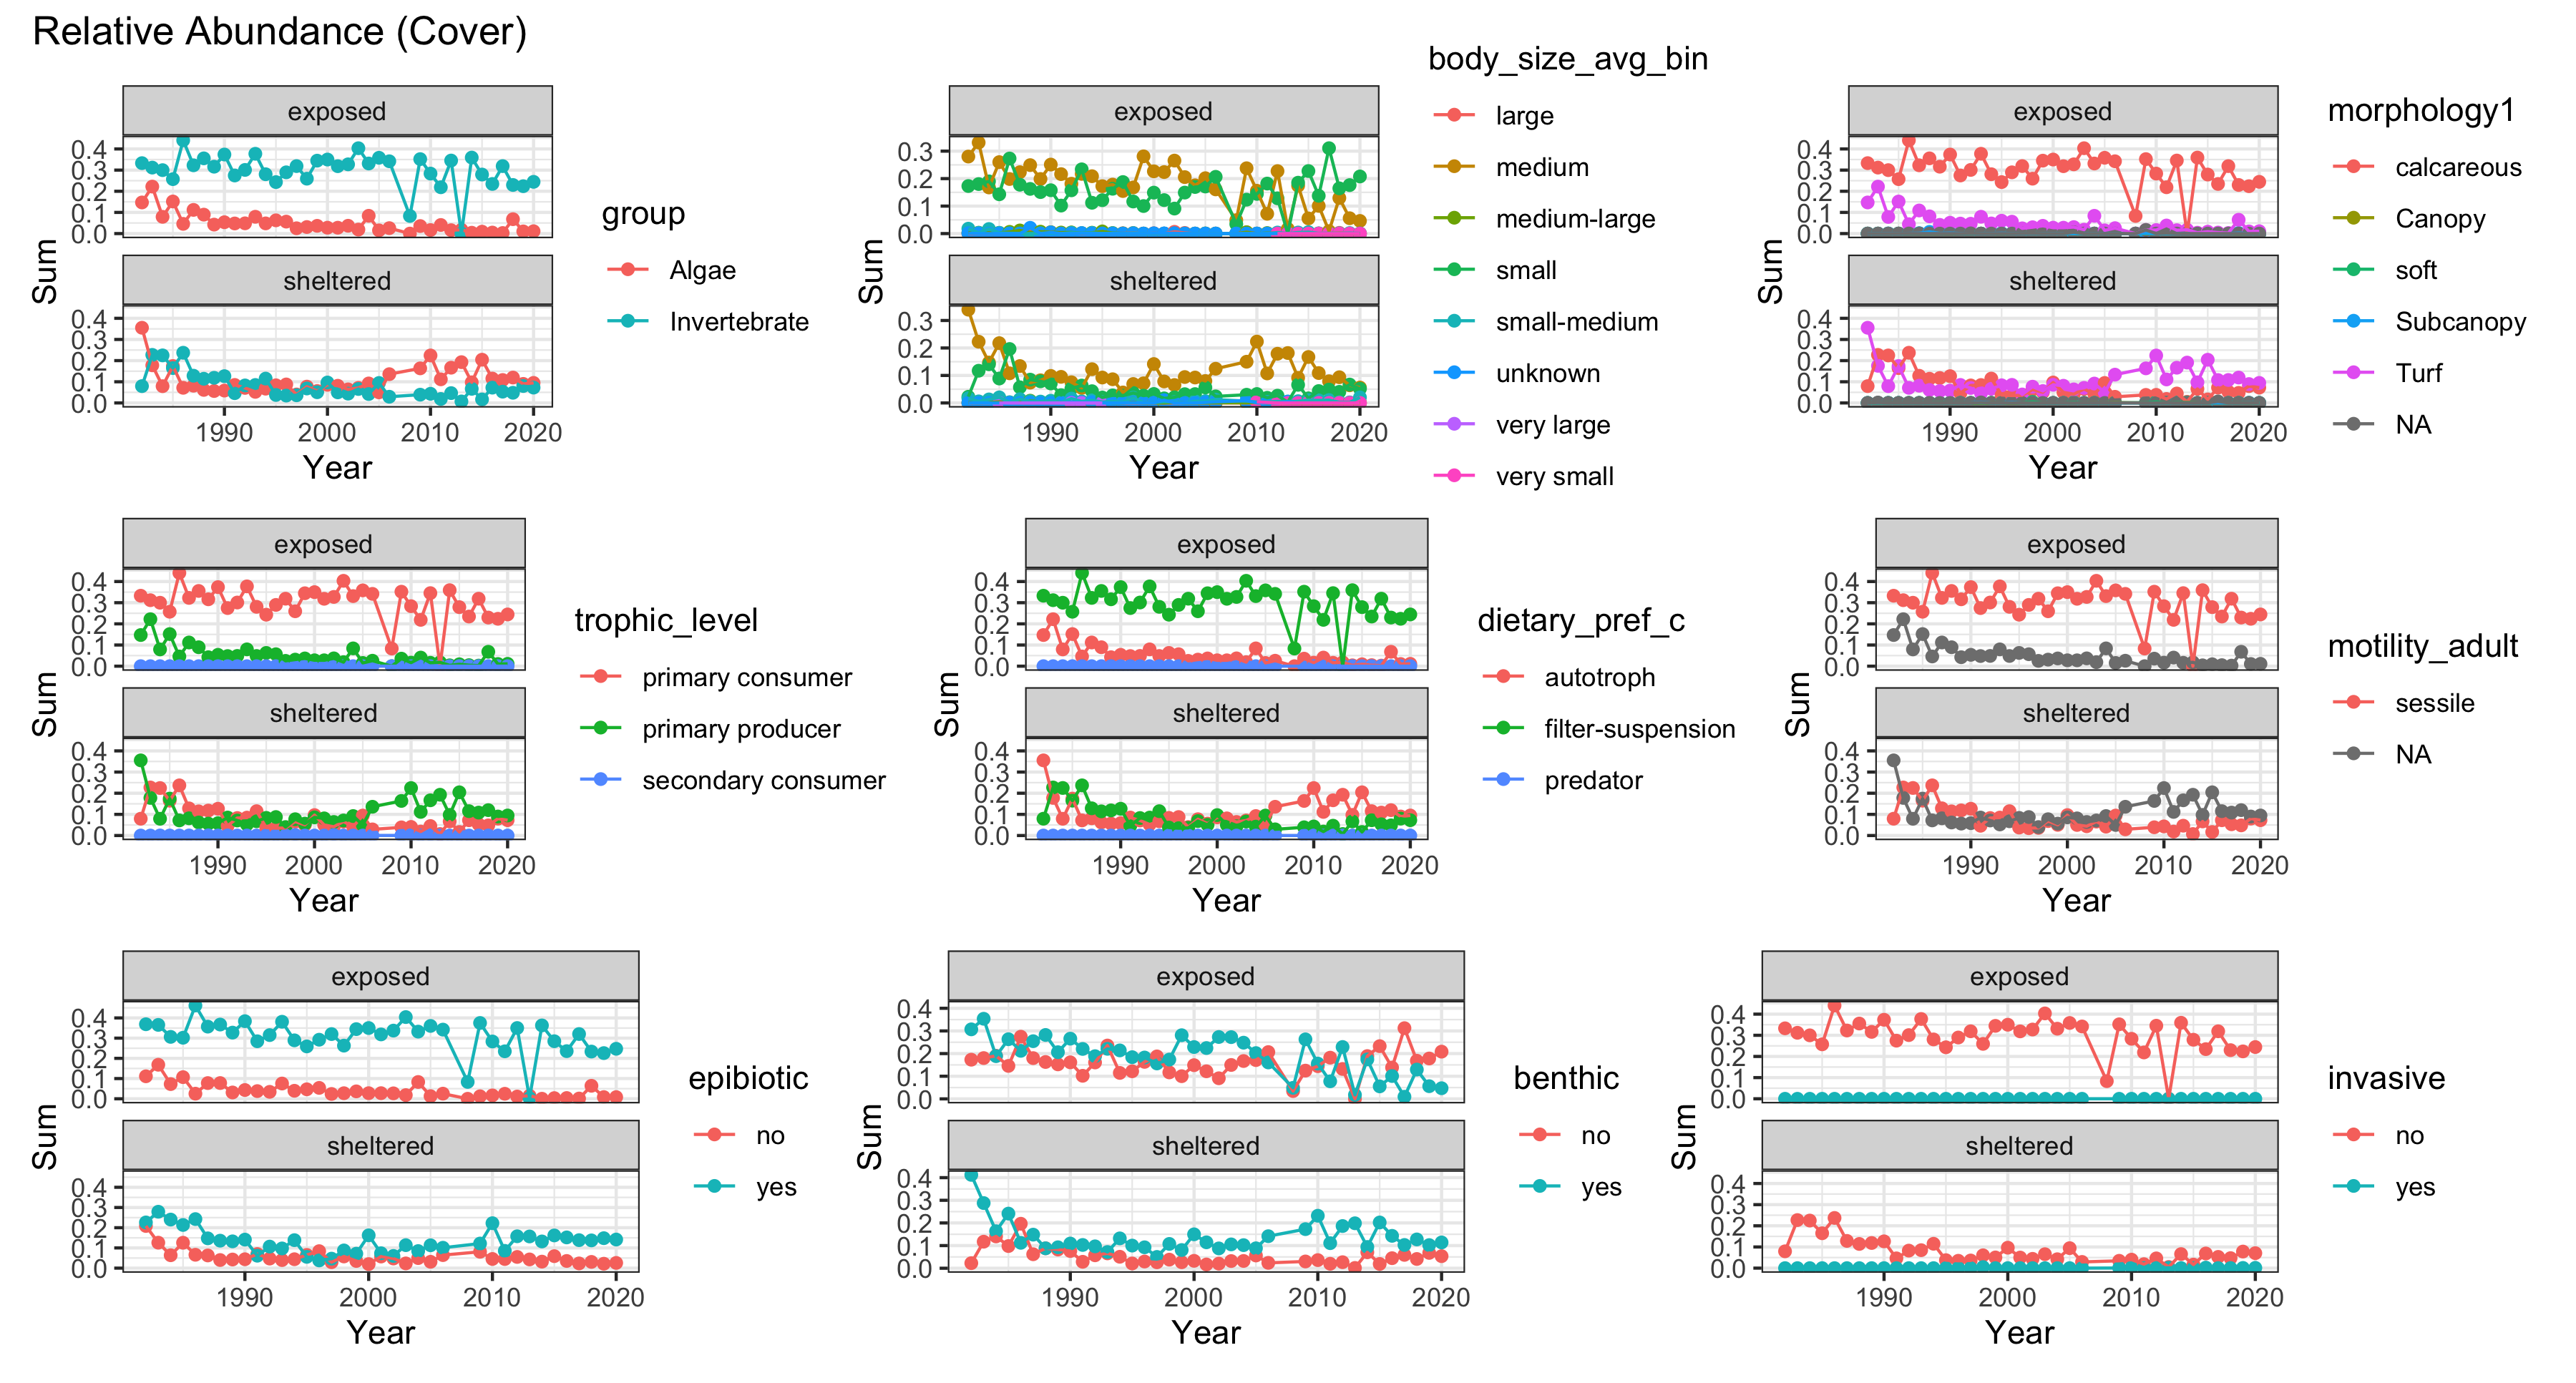 Relative Abundance (Cover)
exposed
0.4
0.3
0.2
0.1
0.0
sheltered
0.4
0.3
0.2
0.1
0.0
1990 2000 2010 2020
Year
Sum
group
Algae
Invertebrate
exposed
0.3
0.2
0.1
0.0
sheltered
0.3
0.2
0.1
0.0
1990 2000 2010 2020
Year
Sum
body_size_avg_bin
large
medium
medium-large
small
small-medium
unknown
very large
very small
exposed
0.4
0.3
0.2
0.1
0.0
sheltered
0.4
0.3
0.2
0.1
0.0
1990 2000 2010 2020
Year
Sum
morphology1
calcareous
Canopy
soft
Subcanopy
Turf
NA
exposed
0.4
0.3
0.2
0.1
0.0
sheltered
0.4
0.3
0.2
0.1
0.0
1990 2000 2010 2020
Year
Sum
trophic_level
primary consumer
primary producer
secondary consumer
exposed
0.4
0.3
0.2
0.1
0.0
sheltered
0.4
0.3
0.2
0.1
0.0
1990 2000 2010 2020
Year
Sum
dietary_pref_c
autotroph
filter-suspension
predator
exposed
0.4
0.3
0.2
0.1
0.0
sheltered
0.4
0.3
0.2
0.1
0.0
1990 2000 2010 2020
Year
Sum
motility_adult
sessile
NA
exposed
0.4
0.3
0.2
0.1
0.0
sheltered
0.4
0.3
0.2
0.1
0.0
1990 2000 2010 2020
Year
Sum
epibiotic
no
yes
exposed
0.4
0.3
0.2
0.1
0.0
sheltered
0.4
0.3
0.2
0.1
0.0
1990 2000 2010 2020
Year
Sum
benthic
no
yes
exposed
0.4
0.3
0.2
0.1
0.0
sheltered
0.4
0.3
0.2
0.1
0.0
1990 2000 2010 2020
Year
Sum
invasive
no
yes